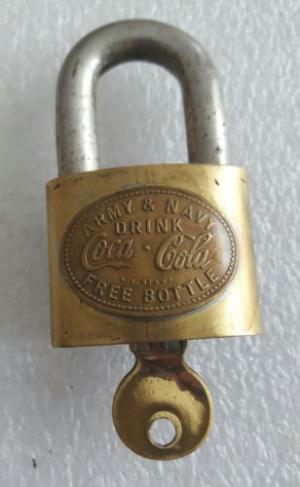 ARMY & NAVY
DRINK
Coca-Cola
FREE BOTTLE